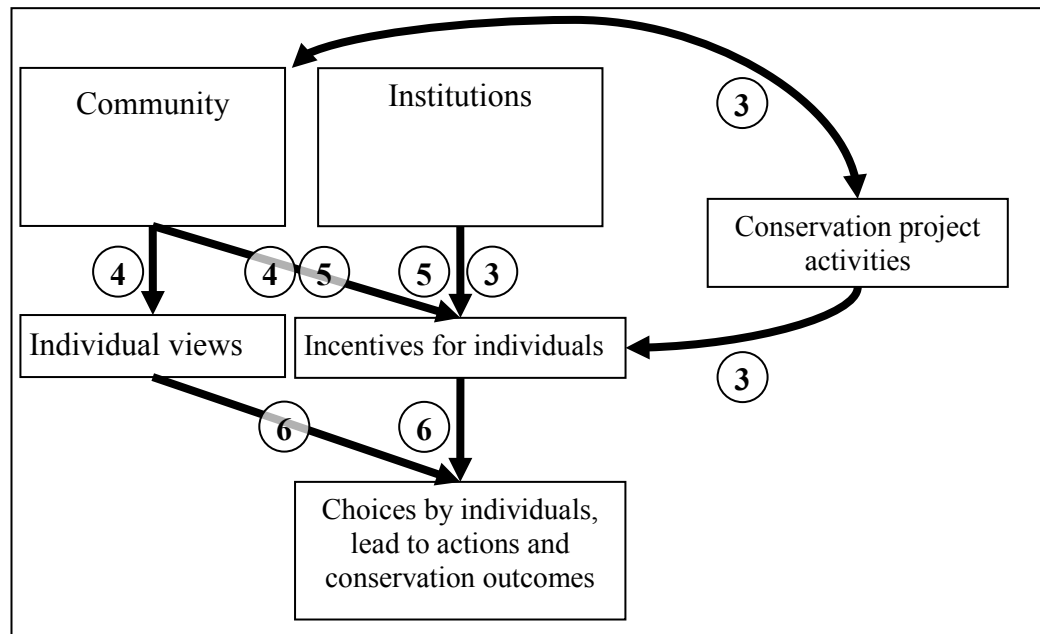 Community
Institutions
3
Conservation project
activities
4
4
5
5
3
Individual views
Incentives for individuals
3
6
6
Choices by individuals,
lead to actions and
conservation outcomes